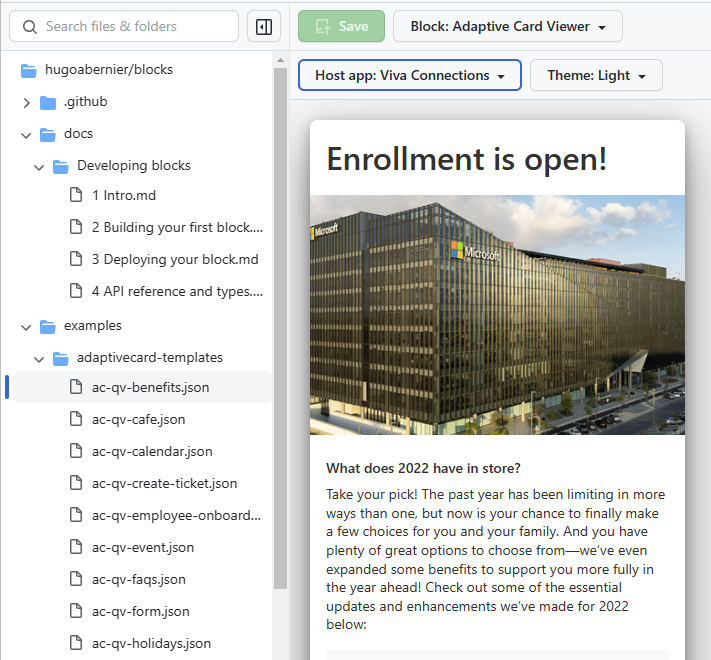 Search files & folders
Save
Block: Adaptive Card Viewer
hugoabernier/blocks
.github
docs
Developing blocks
1 Intro.md
2 Building your first block....
3 Deploying your block.md
4 API reference and types....
examples
adaptivecard-templates
ac-qv-benefits.json
ac-qv-cafe.json
ac-qv-calendar.json
ac-qv-create-ticket.json
ac-qv-employee-onboard...
ac-qv-event.json
ac-qv-faqs.json
ac-qv-form.json
ac-qv-holidays.json
Host app: Viva Connections
Theme: Light
Enrollment is open!
Microsoft
Microsoft
What does 2022 have in store?
Take your pick! The past year has been limiting in more
ways than one, but now is your chance to finally make
a few choices for you and your family. And you have
plenty of great options to choose from—we've even
expanded some benefits to support you more fully in
the year ahead! Check out some of the essential
updates and enhancements we've made for 2022
below: